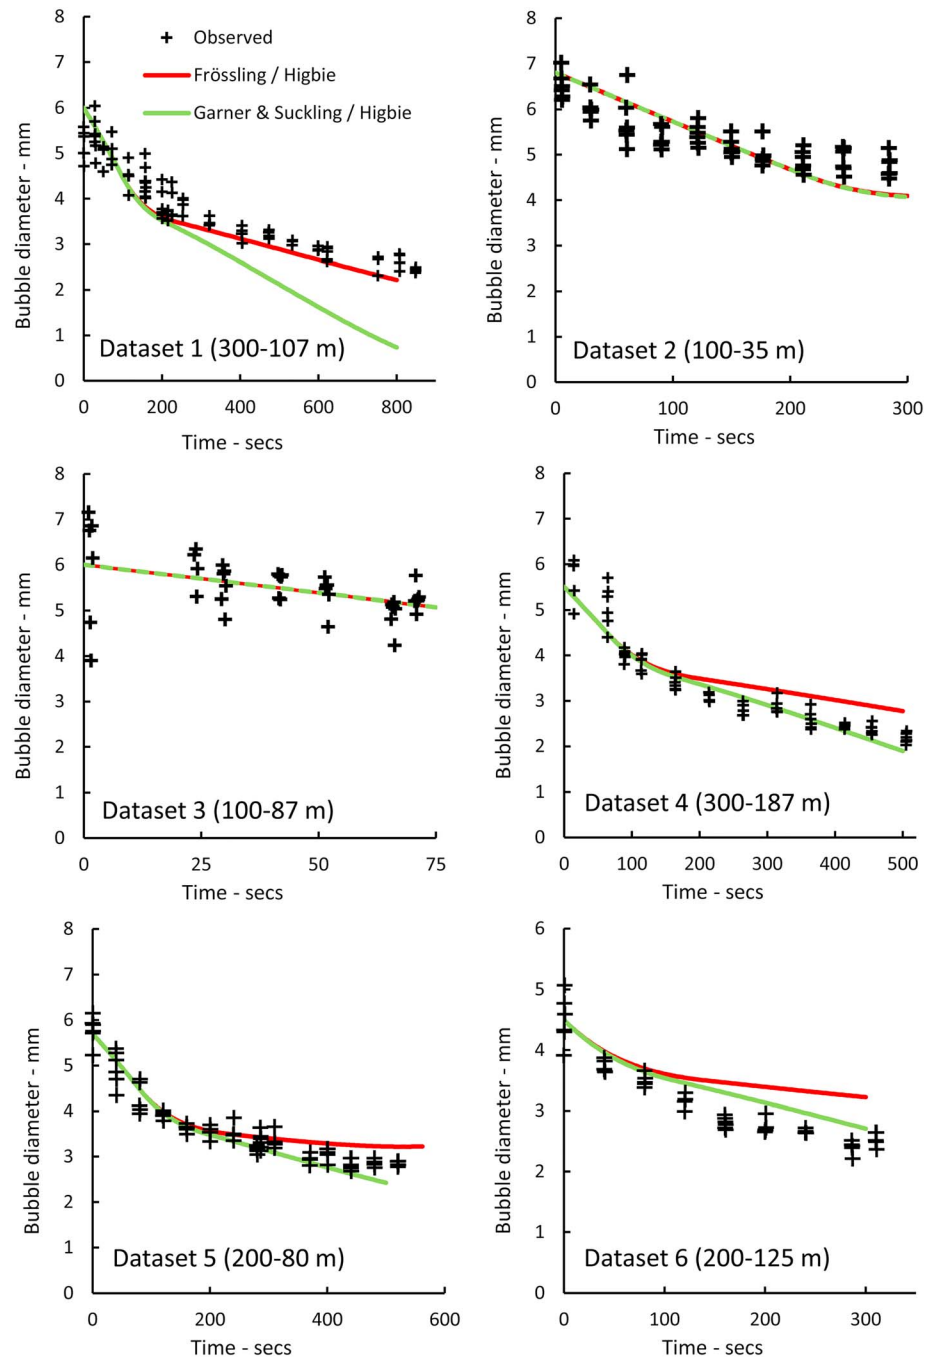 8
7
6
5
4
3
2
1
0
Bubble diameter - mm
Observed
Frössling / Higbie
Garner & Suckling / Higbie
Dataset 1 (300-107 m)
0 200 400 600 800
Time - secs
8
7
6
5
4
3
2
1
0
Bubble diameter - mm
Dataset 2 (100-35 m)
0 100 200 300
Time - secs
8
7
6
5
4
3
2
1
0
Bubble diameter - mm
Dataset 3 (100-87 m)
0 25 50 75
Time - secs
8
7
6
5
4
3
2
1
0
Bubble diameter - mm
Dataset 4 (300-187 m)
0 100 200 300 400 500
Time - secs
8
7
6
5
4
3
2
1
0
Bubble diameter - mm
Dataset 5 (200-80 m)
0 200 400 600
Time - secs
6
5
4
3
2
1
0
Bubble diameter - mm
Dataset 6 (200-125 m)
0 100 200 300
Time - secs